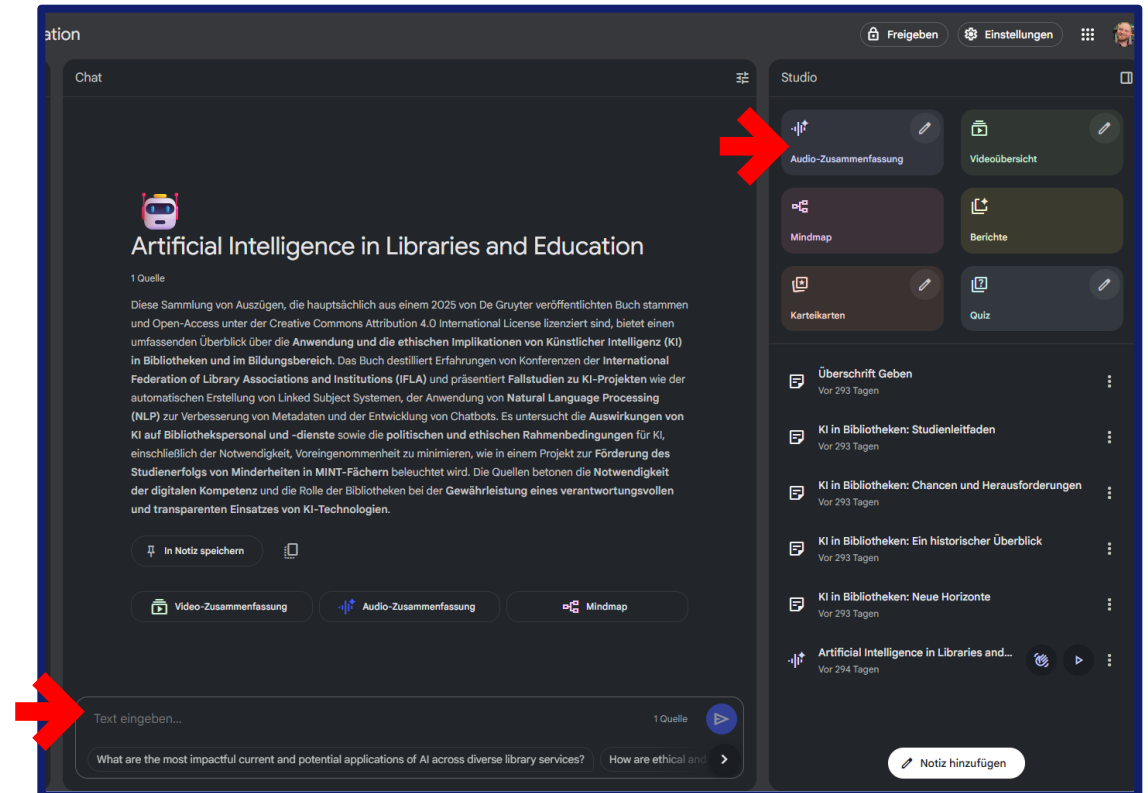 ation
Freigeben
Einstellungen
Chat
Artificial Intelligence in Libraries and Education
1 Quelle
Diese Sammlung von Auszügen, die hauptsächlich aus einem 2025 von De Gruyter veröffentlichten Buch stammen
und Open-Access unter der Creative Commons Attribution 4.0 International License lizenziert sind, bietet einen
umfassenden Überblick über die Anwendung und die ethischen Implikationen von Künstlicher Intelligenz (KI)
in Bibliotheken und im Bildungsbereich. Das Buch destilliert Erfahrungen von Konferenzen der International
Federation of Library Associations and Institutions (IFLA) und präsentiert Fallstudien zu KI-Projekten wie der
automatischen Erstellung von Linked Subject Systemen, der Anwendung von Natural Language Processing
(NLP) zur Verbesserung von Metadaten und der Entwicklung von Chatbots. Es untersucht die Auswirkungen von
KI auf Bibliothekspersonal und -dienste sowie die politischen und ethischen Rahmenbedingungen für KI,
einschließlich der Notwendigkeit, Voreingenommenheit zu minimieren, wie in einem Projekt zur Förderung des
Studienerfolgs von Minderheiten in MINT-Fächern beleuchtet wird. Die Quellen betonen die Notwendigkeit
der digitalen Kompetenz und die Rolle der Bibliotheken bei der Gewährleistung eines verantwortungsvollen
und transparenten Einsatzes von KI-Technologien.
In Notiz speichern
Video-Zusammenfassung
Audio-Zusammenfassung
Mindmap
Text eingeben...
1 Quelle
What are the most impactful current and potential applications of AI across diverse library services?
How are ethical and
Studio
Audio-Zusammenfassung
Videoübersicht
Mindmap
Berichte
Karteikarten
Quiz
Überschrift Geben
Vor 293 Tagen
KI in Bibliotheken: Studienleitfaden
Vor 293 Tagen
KI in Bibliotheken: Chancen und Herausforderungen
Vor 293 Tagen
KI in Bibliotheken: Ein historischer Überblick
Vor 293 Tagen
KI in Bibliotheken: Neue Horizonte
Vor 293 Tagen
Artificial Intelligence in Libraries and...
Vor 294 Tagen
Notiz hinzufügen